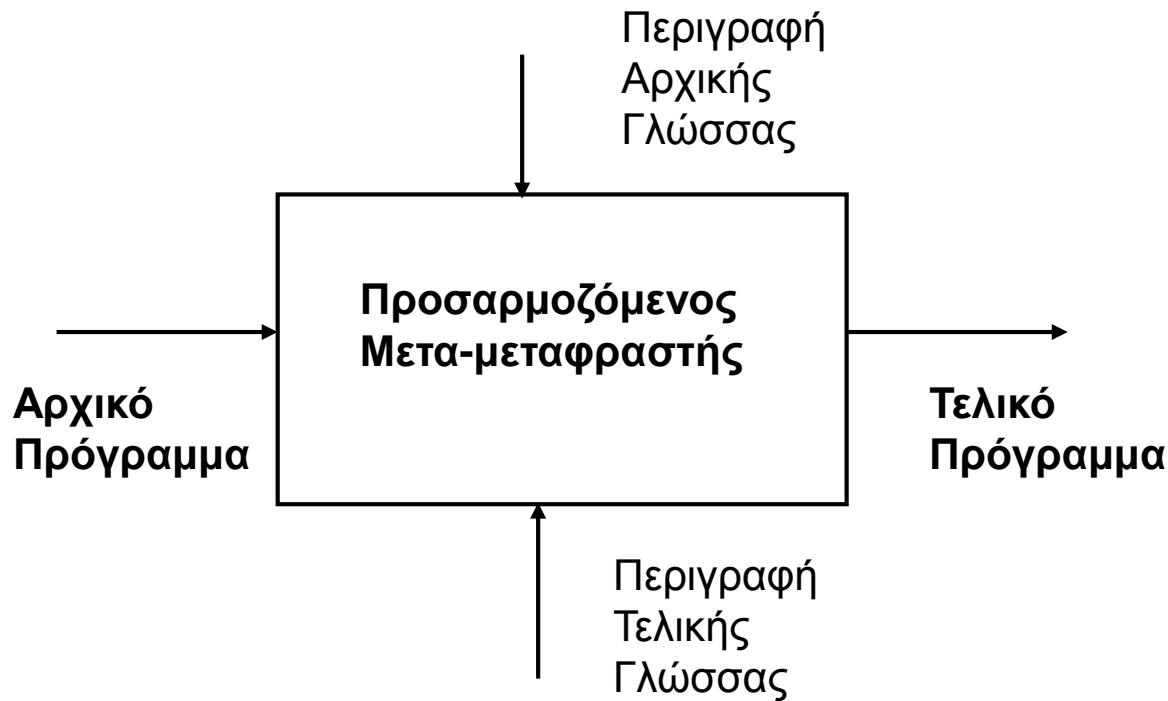 Περιγραφή
Αρχικής
Γλώσσας
Προσαρμοζόμενος
Μετα-μεταφραστής
Αρχικό
Πρόγραμμα
Τελικό
Πρόγραμμα
Περιγραφή
Τελικής
Γλώσσας